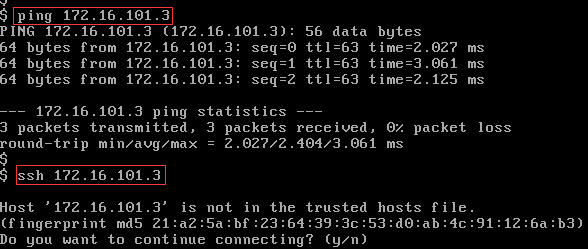 $
$ ping 172.16.101.3
PING 172.16.101.3 (172.16.101.3): 56 data bytes
64 bytes from 172.16.101.3: seq=0 ttl=63 time=2.027 ms
64 bytes from 172.16.101.3: seq=1 ttl=63 time=3.061 ms
64 bytes from 172.16.101.3: seq=2 ttl=63 time=2.125 ms
--- 172.16.101.3 ping statistics ---
3 packets transmitted, 3 packets received, 0% packet loss
round-trip min/avg/max = 2.027/2.404/3.061 ms
$
$ ssh 172.16.101.3
Host '172.16.101.3' is not in the trusted hosts file.
(fingerprint md5 21:a2:5a:bf:23:64:39:3c:53:d0:ab:4c:91:12:6a:b3)
Do you want to continue connecting? (y/n)